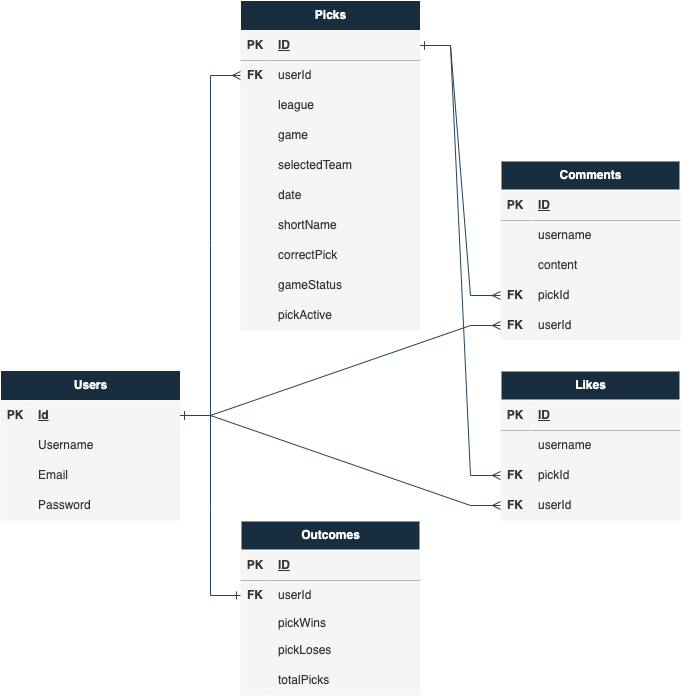 Picks
PK ID
FK userId
league
game
selectedTeam
date
shortName
correctPick
gameStatus
pickActive
Comments
PK ID
username
content
FK pickId
FK userId
Users
PK Id
Username
Email
Password
Likes
PK ID
username
FK pickId
FK userId
Outcomes
PK ID
FK userId
pickWins
pickLoses
totalPicks